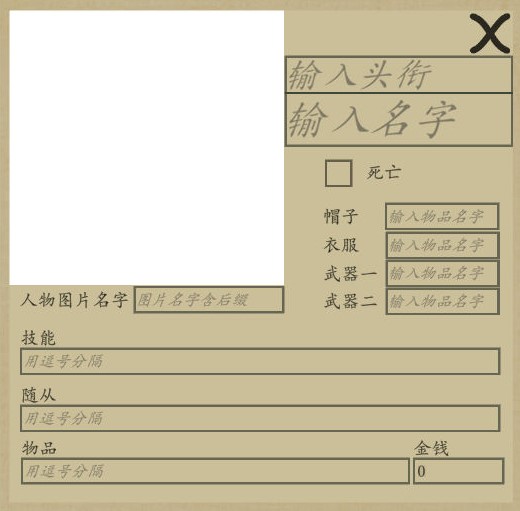 输入头衔
输入名字
死亡
帽子 输入物品名字
衣服 输入物品名字
武器一 输入物品名字
武器二 输入物品名字
人物图片名字 图片名字含后缀
技能
用逗号分隔
随从
用逗号分隔
物品 金钱
用逗号分隔 0